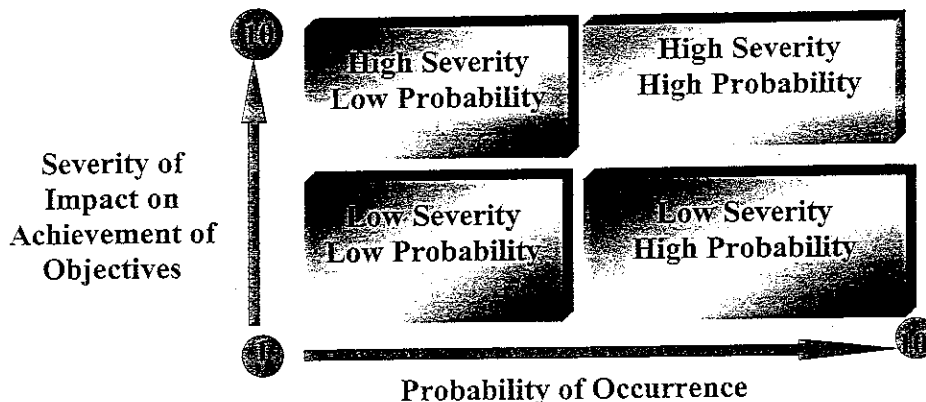 10
High Severity
Low Probability
High Severity
High Probability
Severity of
Impact on
Achievement of
Objectives
Low Severity
Low Probability
Low Severity
High Probability
10
Probability of Occurrence